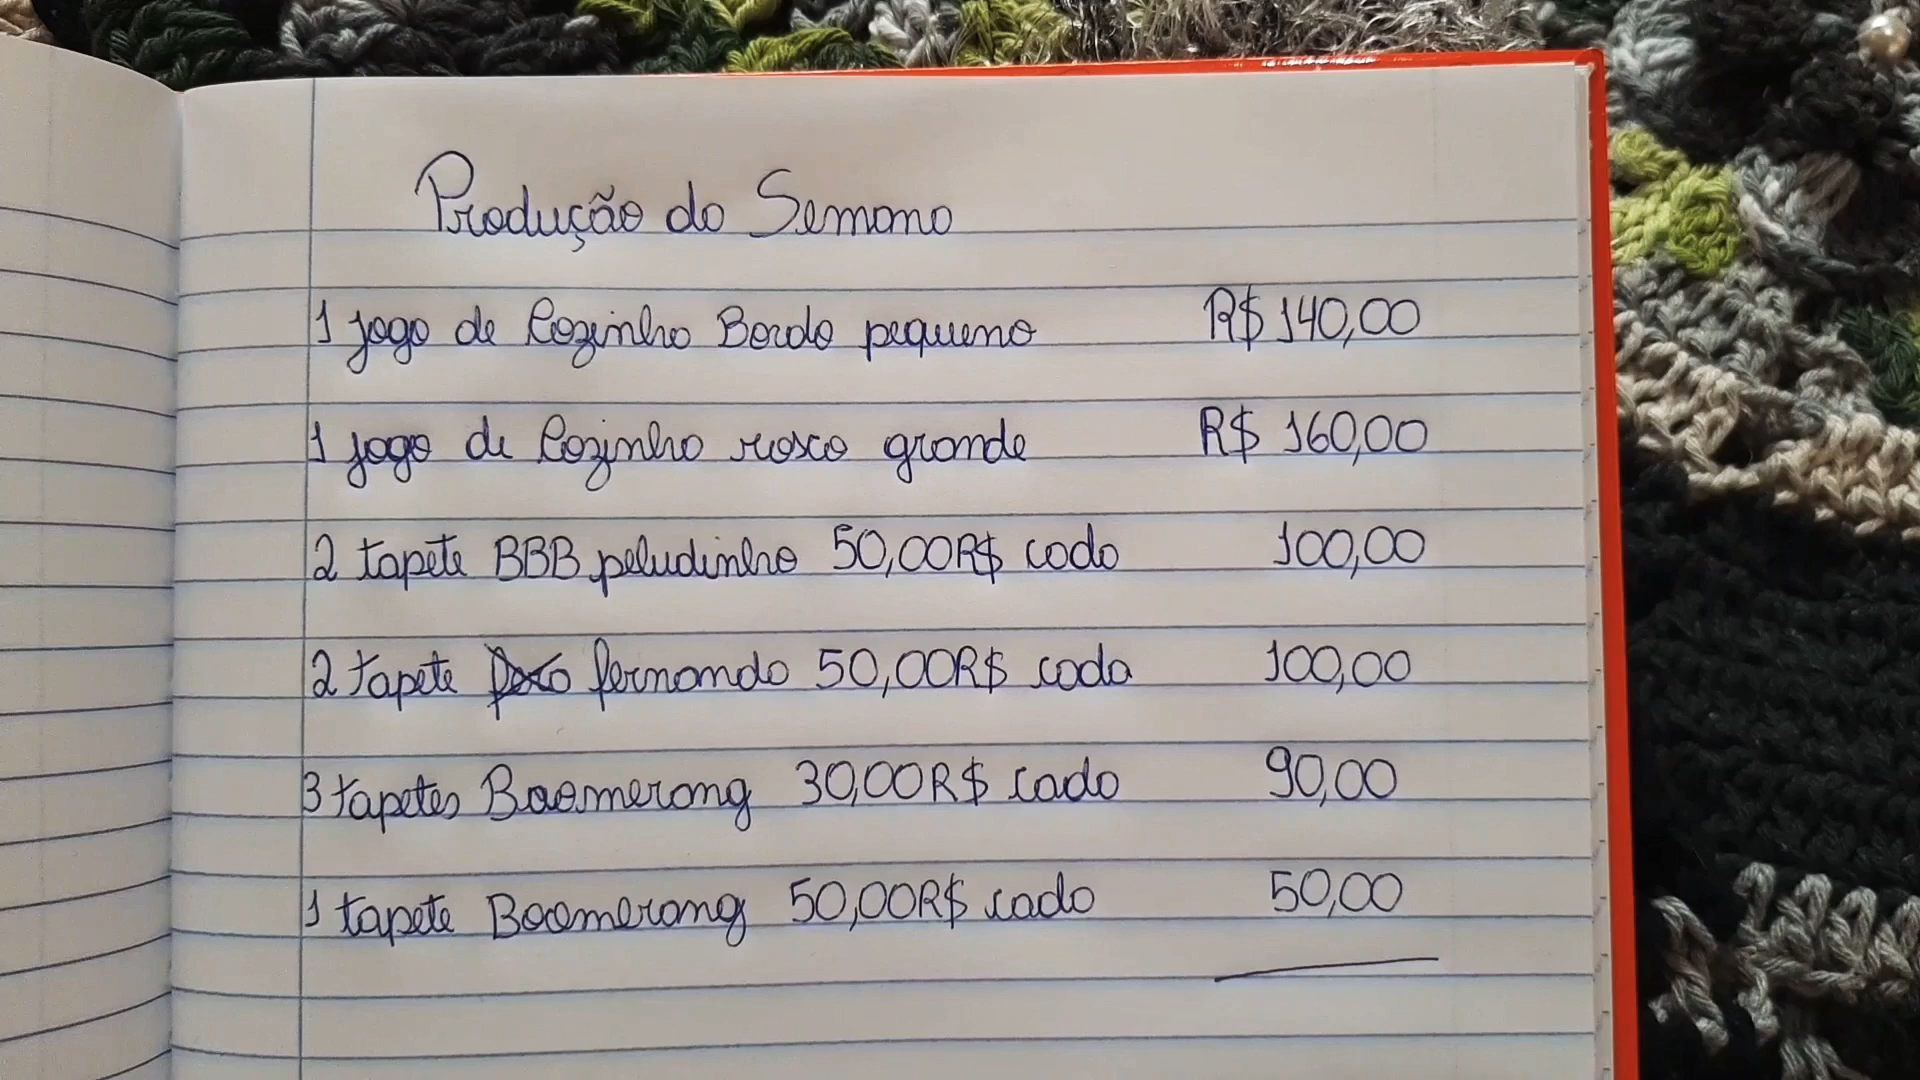 Produção da Semana
1 jogo de Cozinha Bordo pequeno R$ 140,00
1 jogo de Cozinha roxo grande R$ 160,00
2 tapete BBB peludinho 50,00R$ cada 100,00
2 tapete fernanda 50,00R$ cada 100,00
3 tapetes Boomerang 30,00R$ cada 90,00
1 tapete Boomerang 50,00R$ cada 50,00